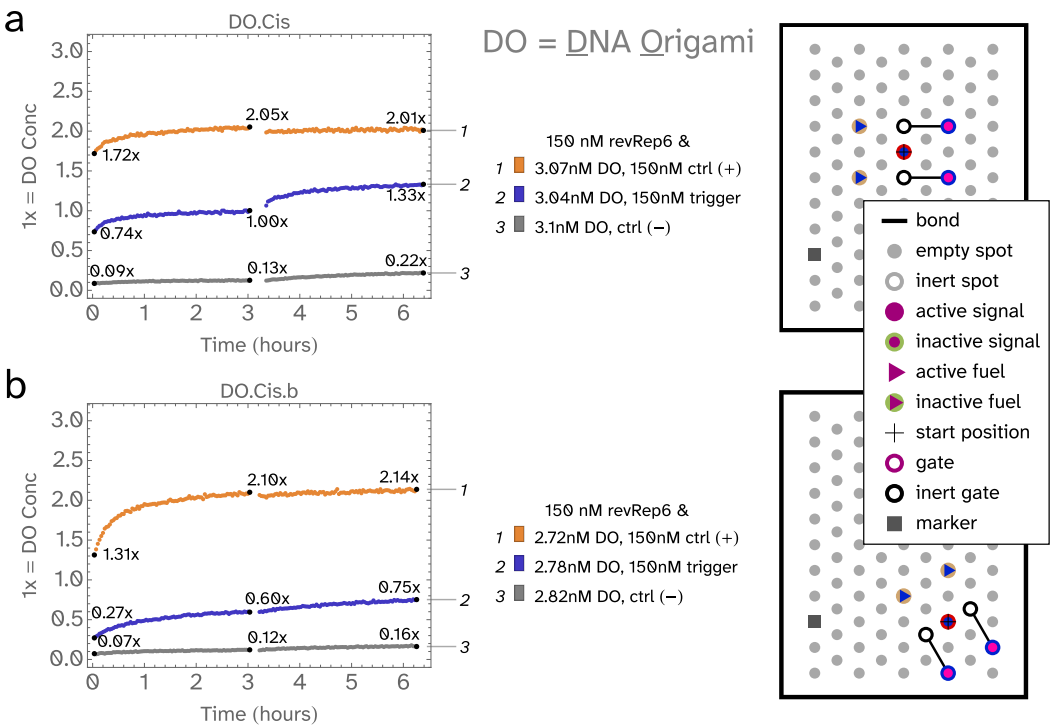 a
DO.Cis
DO = DNA Origami
1x = DO Conc
3.0
2.5
2.0
1.5
1.0
0.5
0.0
1.72x
2.05x
2.01x
1
0.74x
1.00x
1.33x
2
0.09x
0.13x
0.22x
3
0 1 2 3 4 5 6
Time (hours)
150 nM revRep6 &
1 3.07nM DO, 150nM ctrl (+)
2 3.04nM DO, 150nM trigger
3 3.1nM DO, ctrl (−)
bond
empty spot
inert spot
active signal
inactive signal
active fuel
inactive fuel
start position
gate
inert gate
marker
b
DO.Cis.b
1x = DO Conc
3.0
2.5
2.0
1.5
1.0
0.5
0.0
1.31x
2.10x
2.14x
1
0.27x
0.60x
0.75x
2
0.07x
0.12x
0.16x
3
0 1 2 3 4 5 6
Time (hours)
150 nM revRep6 &
1 2.72nM DO, 150nM ctrl (+)
2 2.78nM DO, 150nM trigger
3 2.82nM DO, ctrl (−)